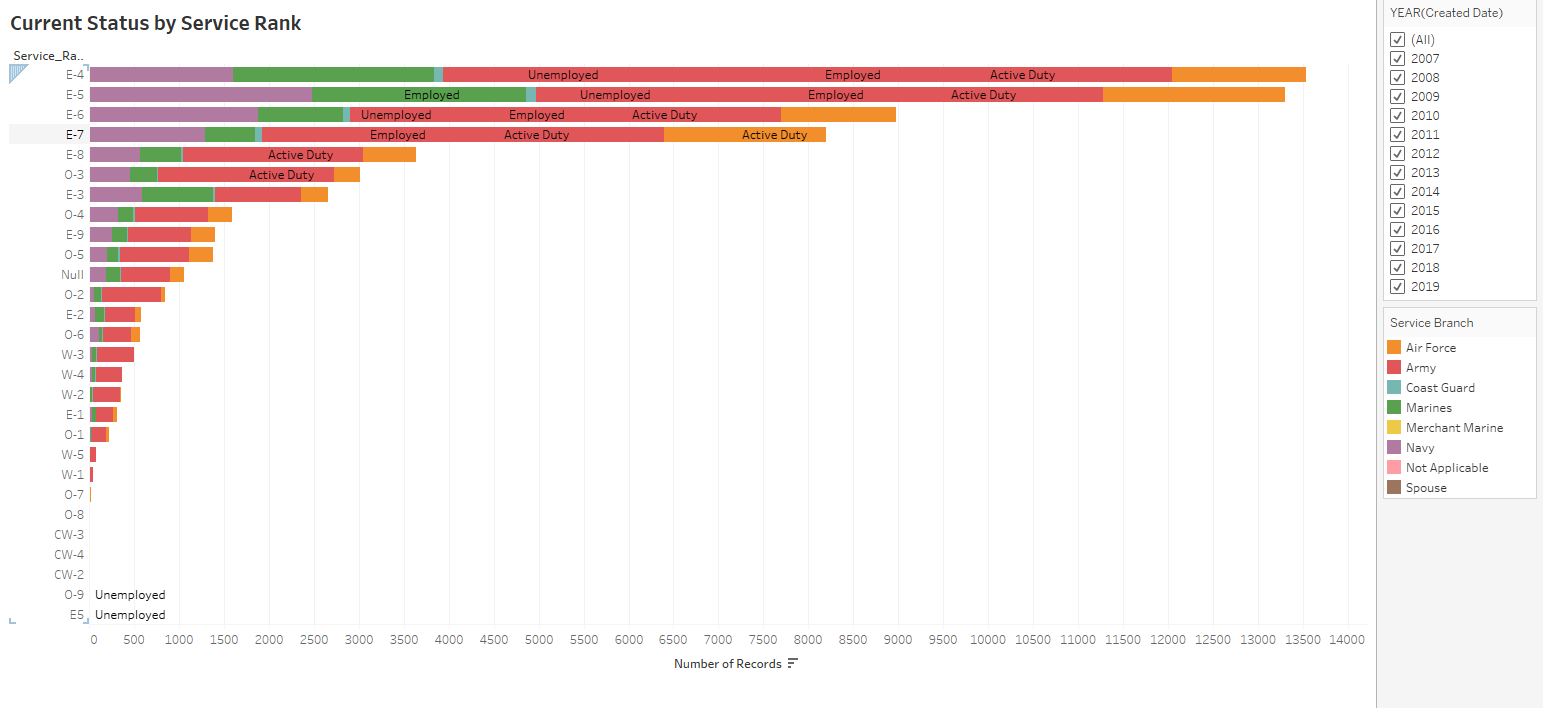 Current Status by Service Rank
Service_Ra..
E-4 Unemployed Employed Active Duty
E-5 Employed Unemployed Employed Active Duty
E-6 Unemployed Employed Active Duty
E-7 Employed Active Duty Active Duty
E-8 Active Duty
O-3 Active Duty
E-3
O-4
E-9
O-5
Null
O-2
E-2
O-6
W-3
W-4
W-2
E-1
O-1
W-5
W-1
O-7
O-8
CW-3
CW-4
CW-2
O-9 Unemployed
E5 Unemployed
0 500 1000 1500 2000 2500 3000 3500 4000 4500 5000 5500 6000 6500 7000 7500 8000 8500 9000 9500 10000 10500 11000 11500 12000 12500 13000 13500 14000
Number of Records
YEAR(Created Date)
(All)
2007
2008
2009
2010
2011
2012
2013
2014
2015
2016
2017
2018
2019
Service Branch
Air Force
Army
Coast Guard
Marines
Merchant Marine
Navy
Not Applicable
Spouse